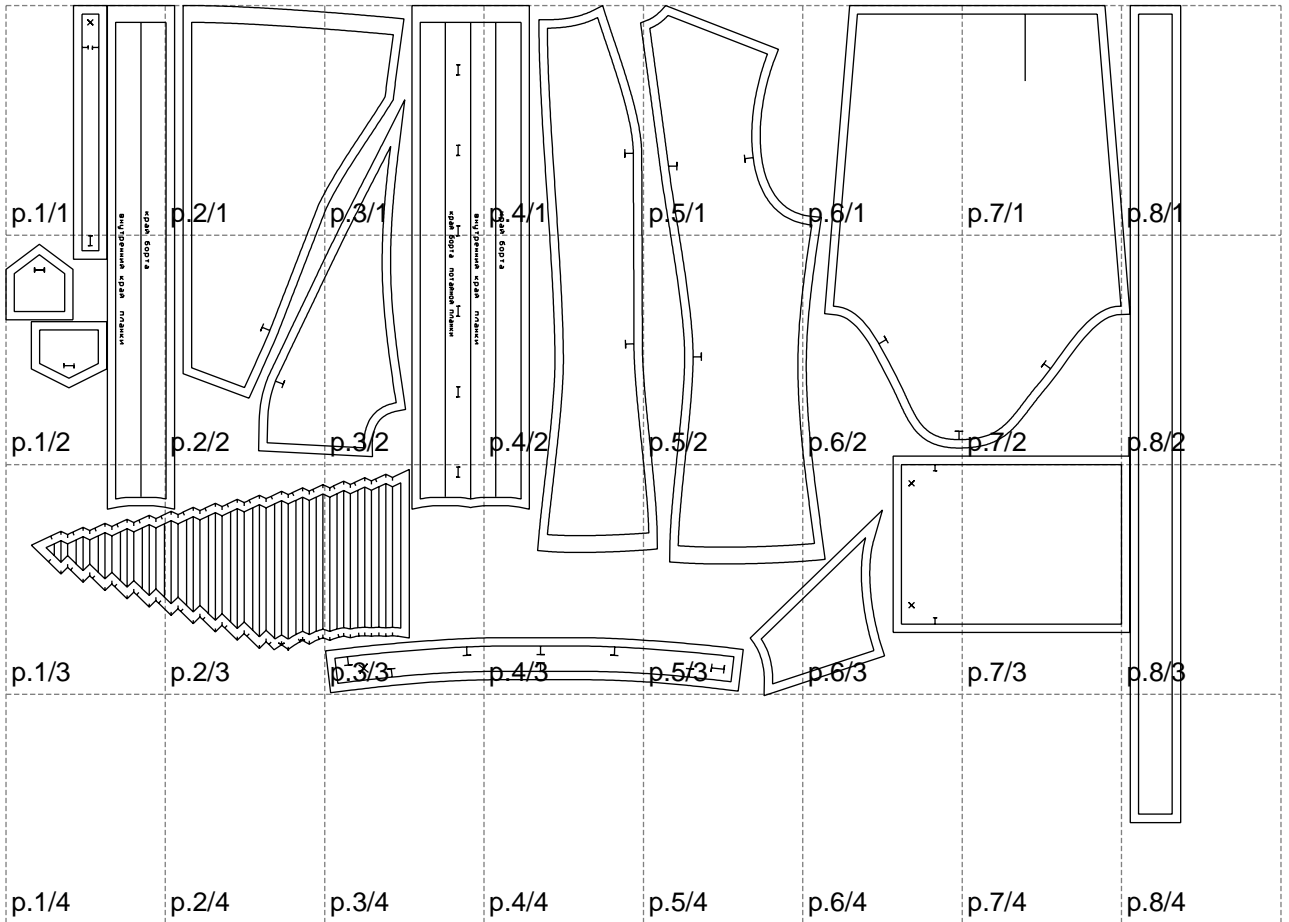 p.1/1
p.2/1
p.3/1
p.4/1
p.5/1
p.6/1
p.7/1
p.8/1
внутренний край планки
край борта
край борта потайной планки
внутренний край планки
край борта
p.1/2
p.2/2
p.3/2
p.4/2
p.5/2
p.6/2
p.7/2
p.8/2
p.1/3
p.2/3
p.3/3
p.4/3
p.5/3
p.6/3
p.7/3
p.8/3
p.1/4
p.2/4
p.3/4
p.4/4
p.5/4
p.6/4
p.7/4
p.8/4